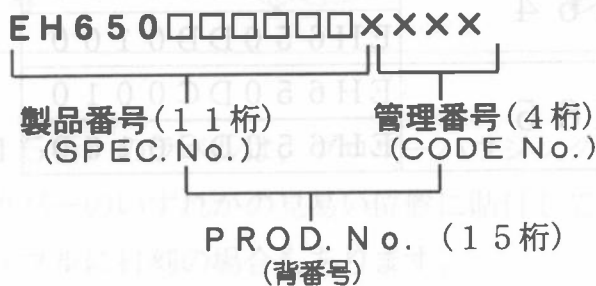 EH650□□□□□□××××
製品番号(11桁) 管理番号(4桁)
(SPEC.No.) (CODE No.)
PROD.No. (15桁)
(背番号)